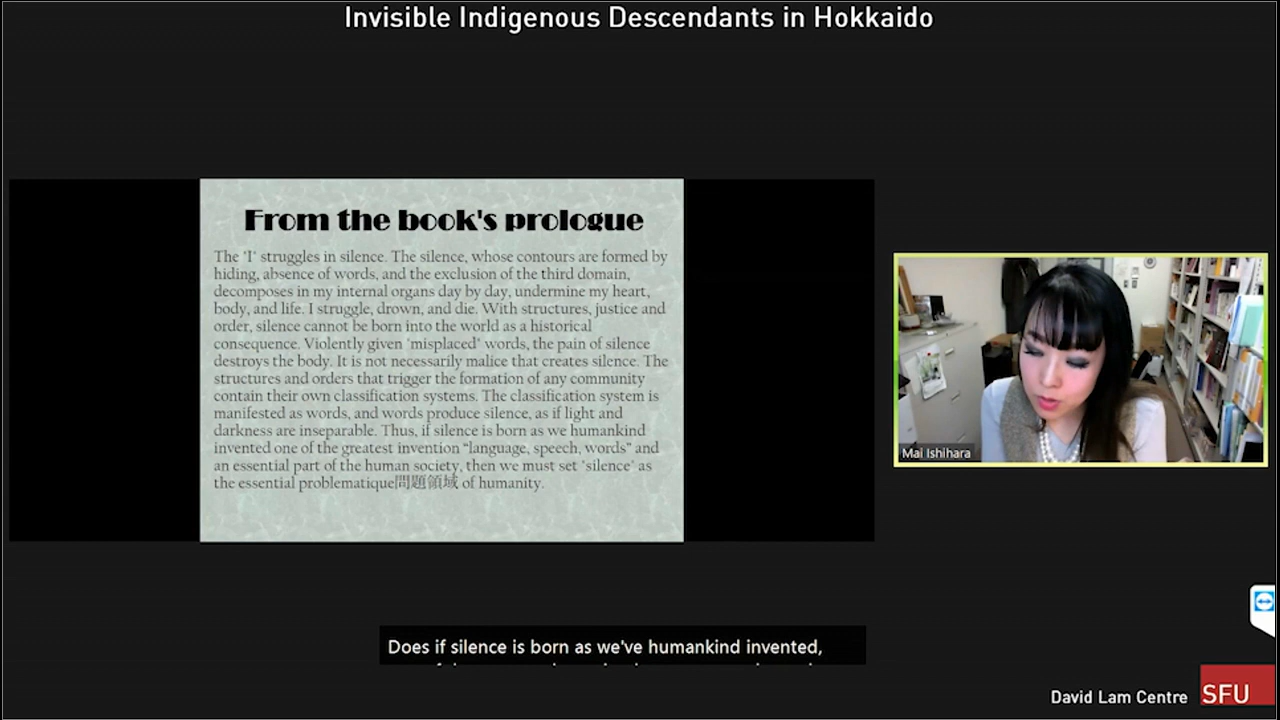 Invisible Indigenous Descendants in Hokkaido
From the book's prologue
The "I" struggles in silence. The silence, whose contours are formed by
hiding, absence of words, and the exclusion of the third domain,
decomposes in my internal organs day by day, undermine my heart,
body, and life. I struggle, drown, and die. With structures, justice and
order, silence cannot be born into the world as a historical
consequence. Violently given "misplaced" words, the pain of silence
destroys the body. It is not necessarily malice that creates silence. The
structures and orders that trigger the formation of any community
contain their own classification systems. The classification system is
manifested as words, and words produce silence, as if light and
darkness are inseparable. Thus, if silence is born as we humankind
invented one of the greatest invention “language, speech, words” and
an essential part of the human society, then we must set "silence" as
the essential problematique問題領域 of humanity.
Mai Ishihara
Does if silence is born as we've humankind invented,
David Lam Centre
SFU